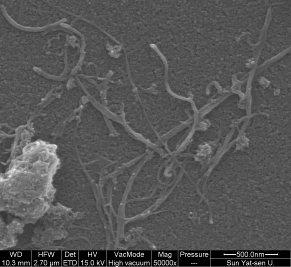 WD HFW Det HV VacMode Mag Pressure ---500.0nm---
10.3 mm 2.70 µm ETD 15.0 kV High vacuum 50000x --- Sun Yat-sen U.